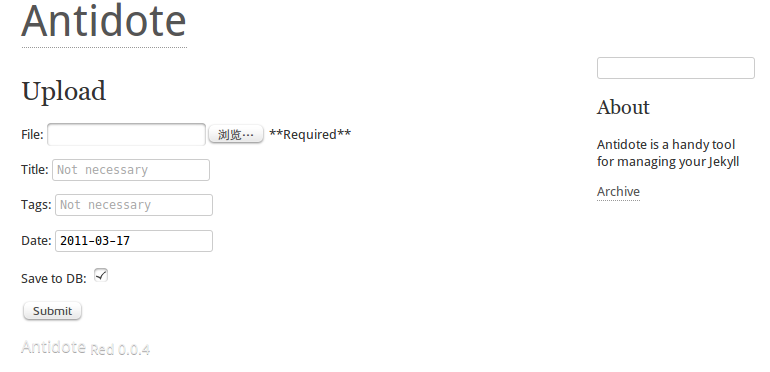 Antidote
Upload
File: 浏览… **Required**
Title: Not necessary
Tags: Not necessary
Date: 2011-03-17
Save to DB:
Submit
Antidote Red 0.0.4
About
Antidote is a handy tool
for managing your Jekyll
Archive